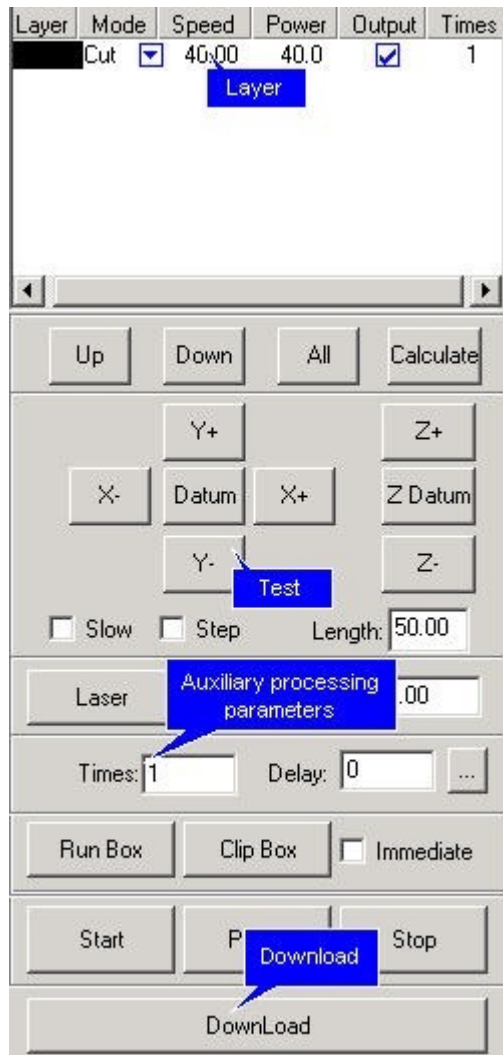 Layer Mode Speed Power Output Times
Cut 40.00 40.0 1
Layer
Up Down All Calculate
Y+ Z+
X- Datum X+ Z Datum
Y- Z-
Test
Slow Step Length: 50.00
Laser .00
Auxiliary processing
parameters
Times: 1 Delay: 0 ...
Run Box Clip Box Immediate
Start P Stop
Download
DownLoad